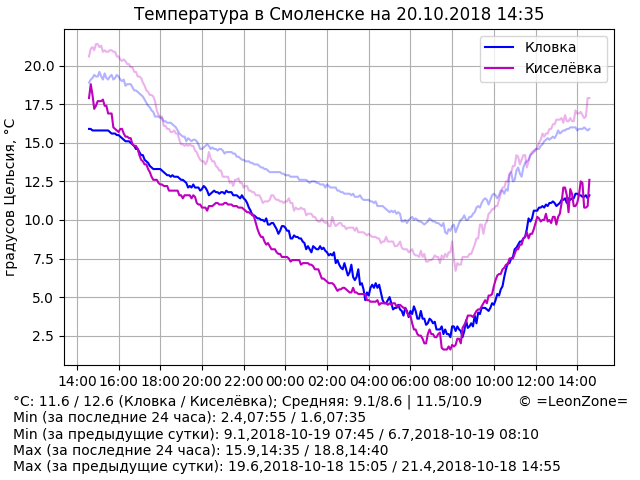 Температура в Смоленске на 20.10.2018 14:35
Кловка
Киселёвка
градусов Цельсия, °C
20.0
17.5
15.0
12.5
10.0
7.5
5.0
2.5
14:00 16:00 18:00 20:00 22:00 00:00 02:00 04:00 06:00 08:00 10:00 12:00 14:00
°C: 11.6 / 12.6 (Кловка / Киселёвка); Средняя: 9.1/8.6 | 11.5/10.9 © =LeonZone=
Min (за последние 24 часа): 2.4,07:55 / 1.6,07:35
Min (за предыдущие сутки): 9.1,2018-10-19 07:45 / 6.7,2018-10-19 08:10
Max (за последние 24 часа): 15.9,14:35 / 18.8,14:40
Max (за предыдущие сутки): 19.6,2018-10-18 15:05 / 21.4,2018-10-18 14:55